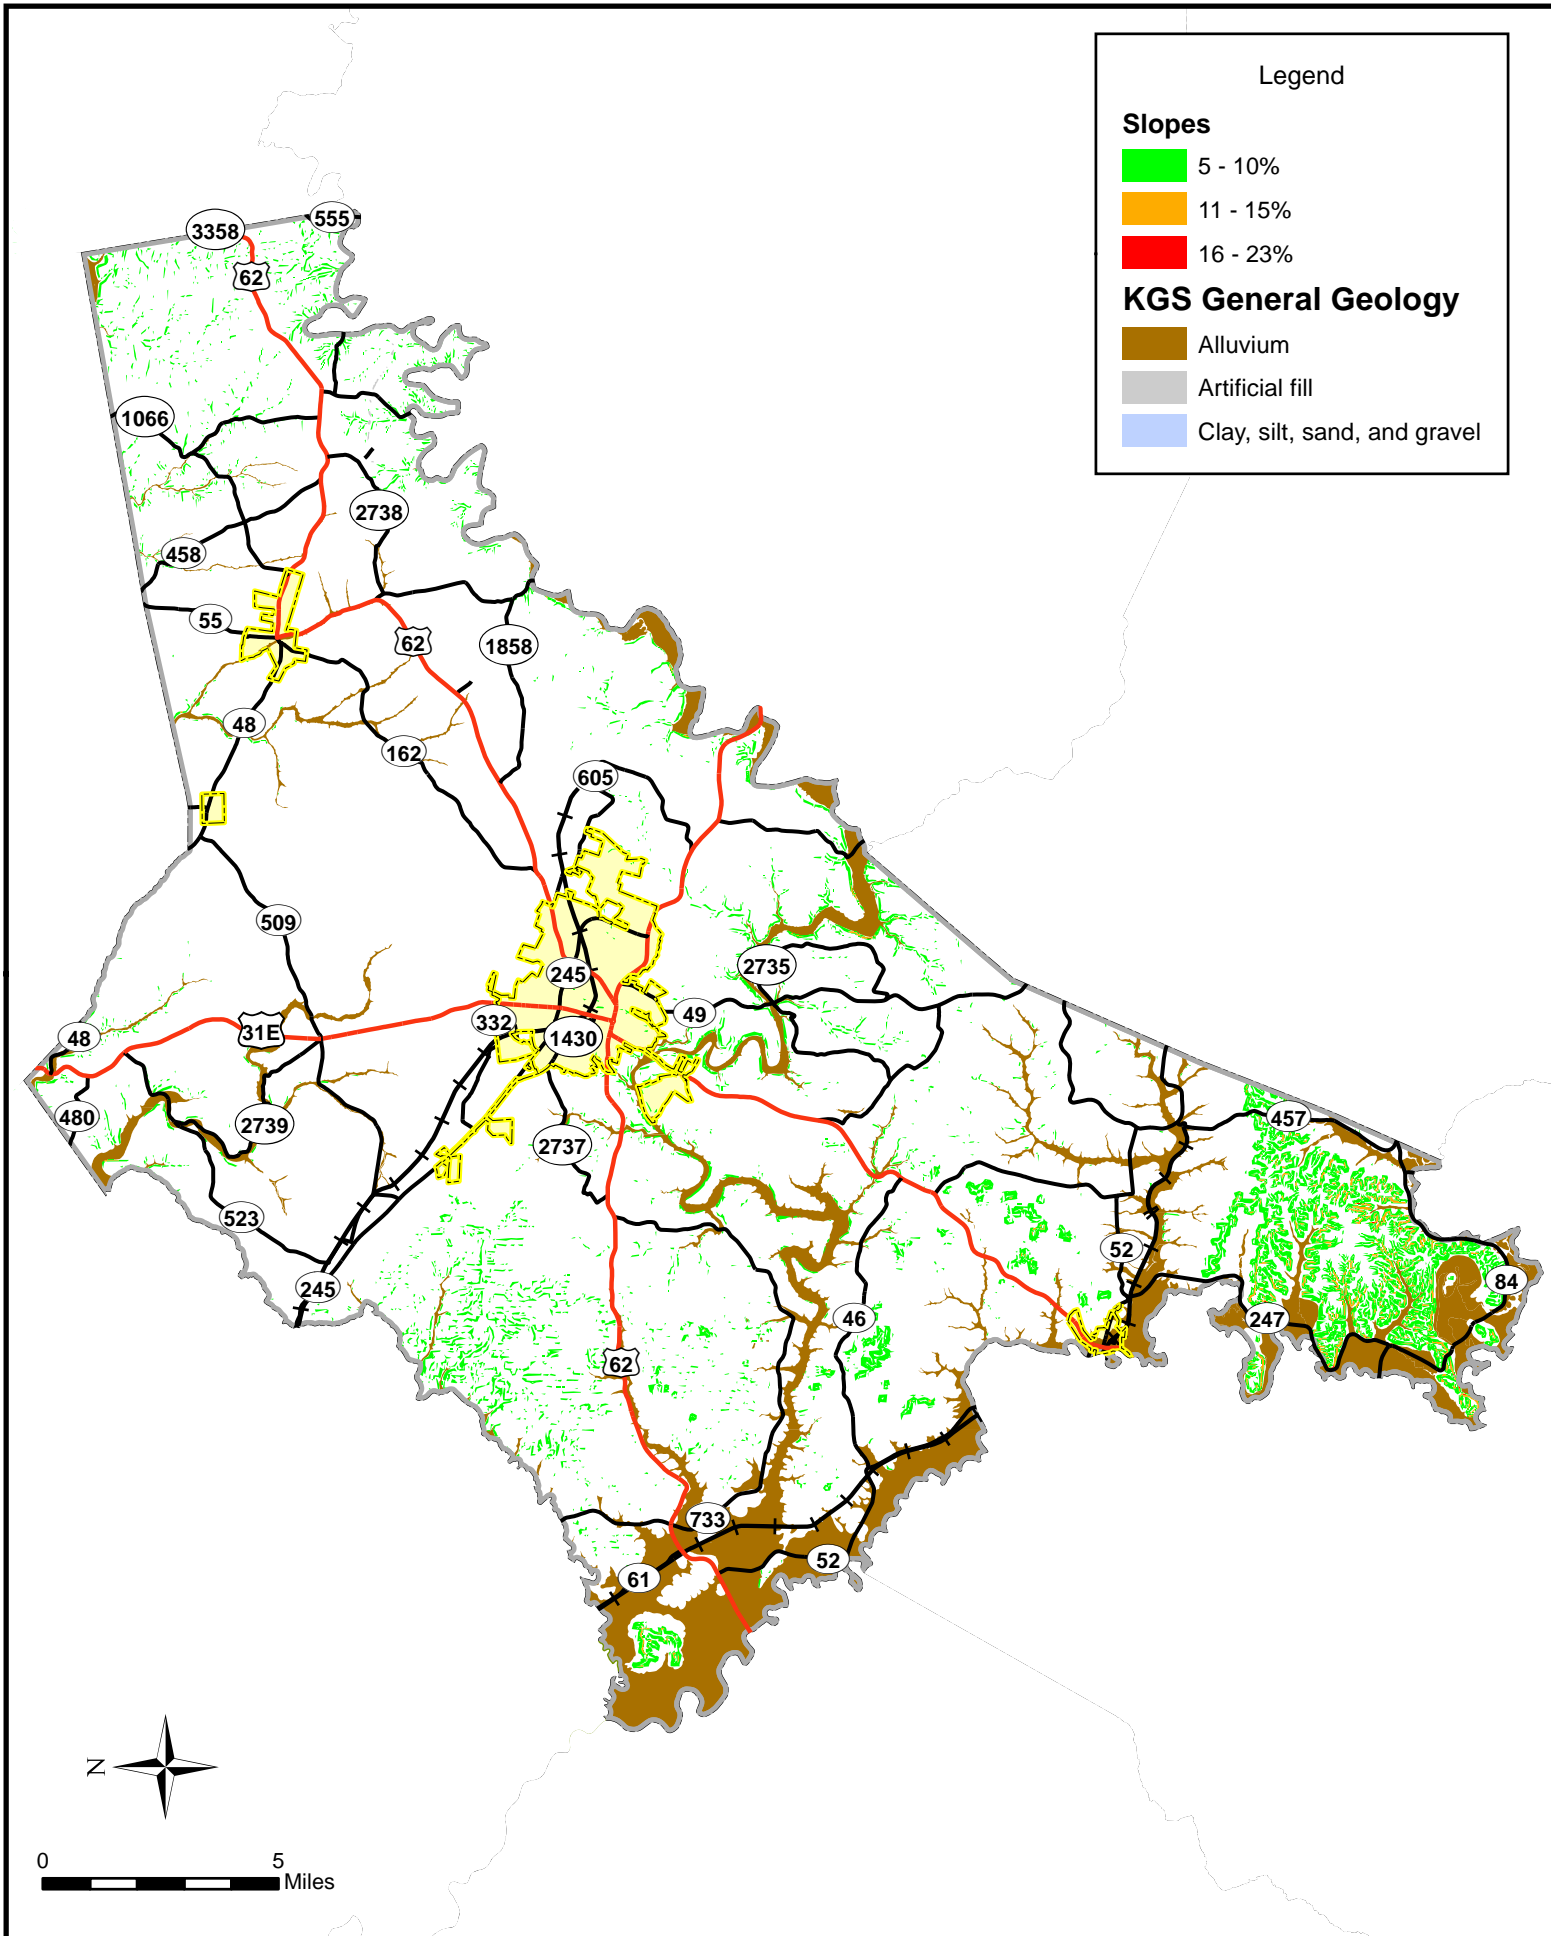 Legend
Slopes
5 - 10%
11 - 15%
16 - 23%
KGS General Geology
Alluvium
Artificial fill
Clay, silt, sand, and gravel
555
3358
62
1066
2738
458
55
62
1858
48
162
605
509
245
2735
49
332
1430
31E
48
480
2739
2737
457
523
52
245
84
46
247
62
733
52
61
N
0 5
Miles